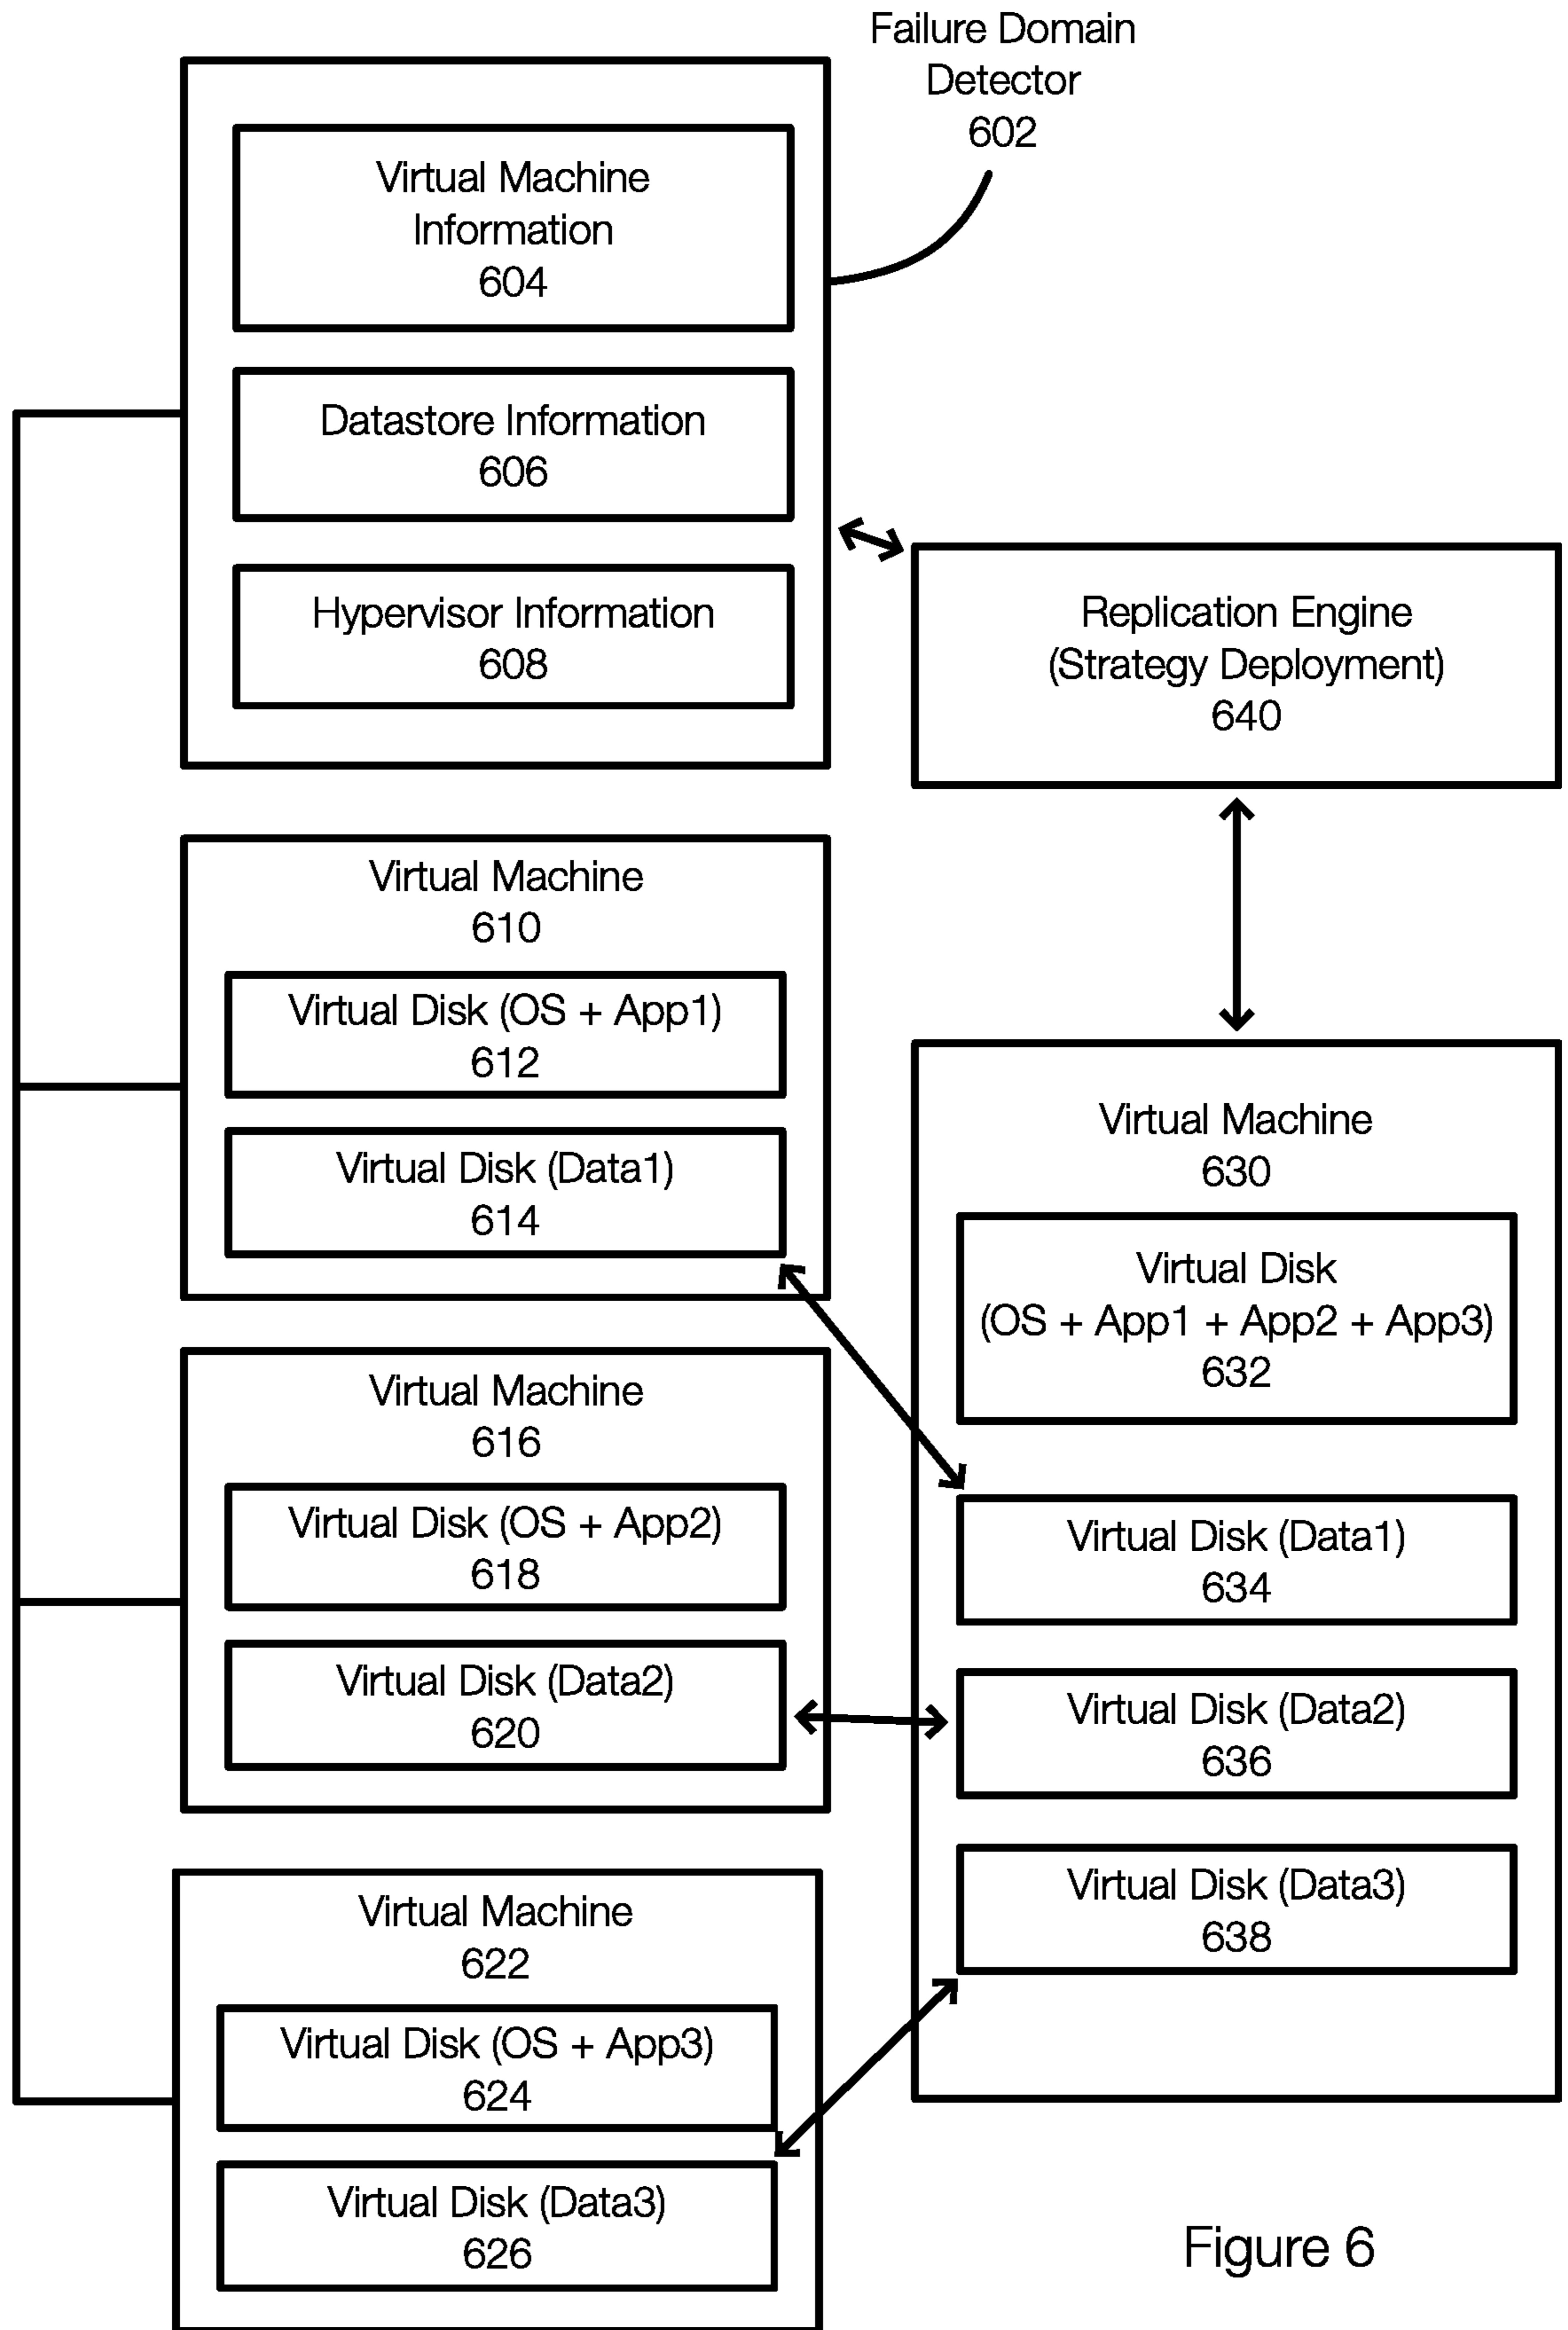 Failure Domain
Detector
602
Virtual Machine
Information
604
Datastore Information
606
Hypervisor Information
608
Replication Engine
(Strategy Deployment)
640
Virtual Machine
610
Virtual Disk (OS + App1)
612
Virtual Disk (Data1)
614
Virtual Machine
616
Virtual Disk (OS + App2)
618
Virtual Disk (Data2)
620
Virtual Machine
622
Virtual Disk (OS + App3)
624
Virtual Disk (Data3)
626
Virtual Machine
630
Virtual Disk
(OS + App1 + App2 + App3)
632
Virtual Disk (Data1)
634
Virtual Disk (Data2)
636
Virtual Disk (Data3)
638
Figure 6